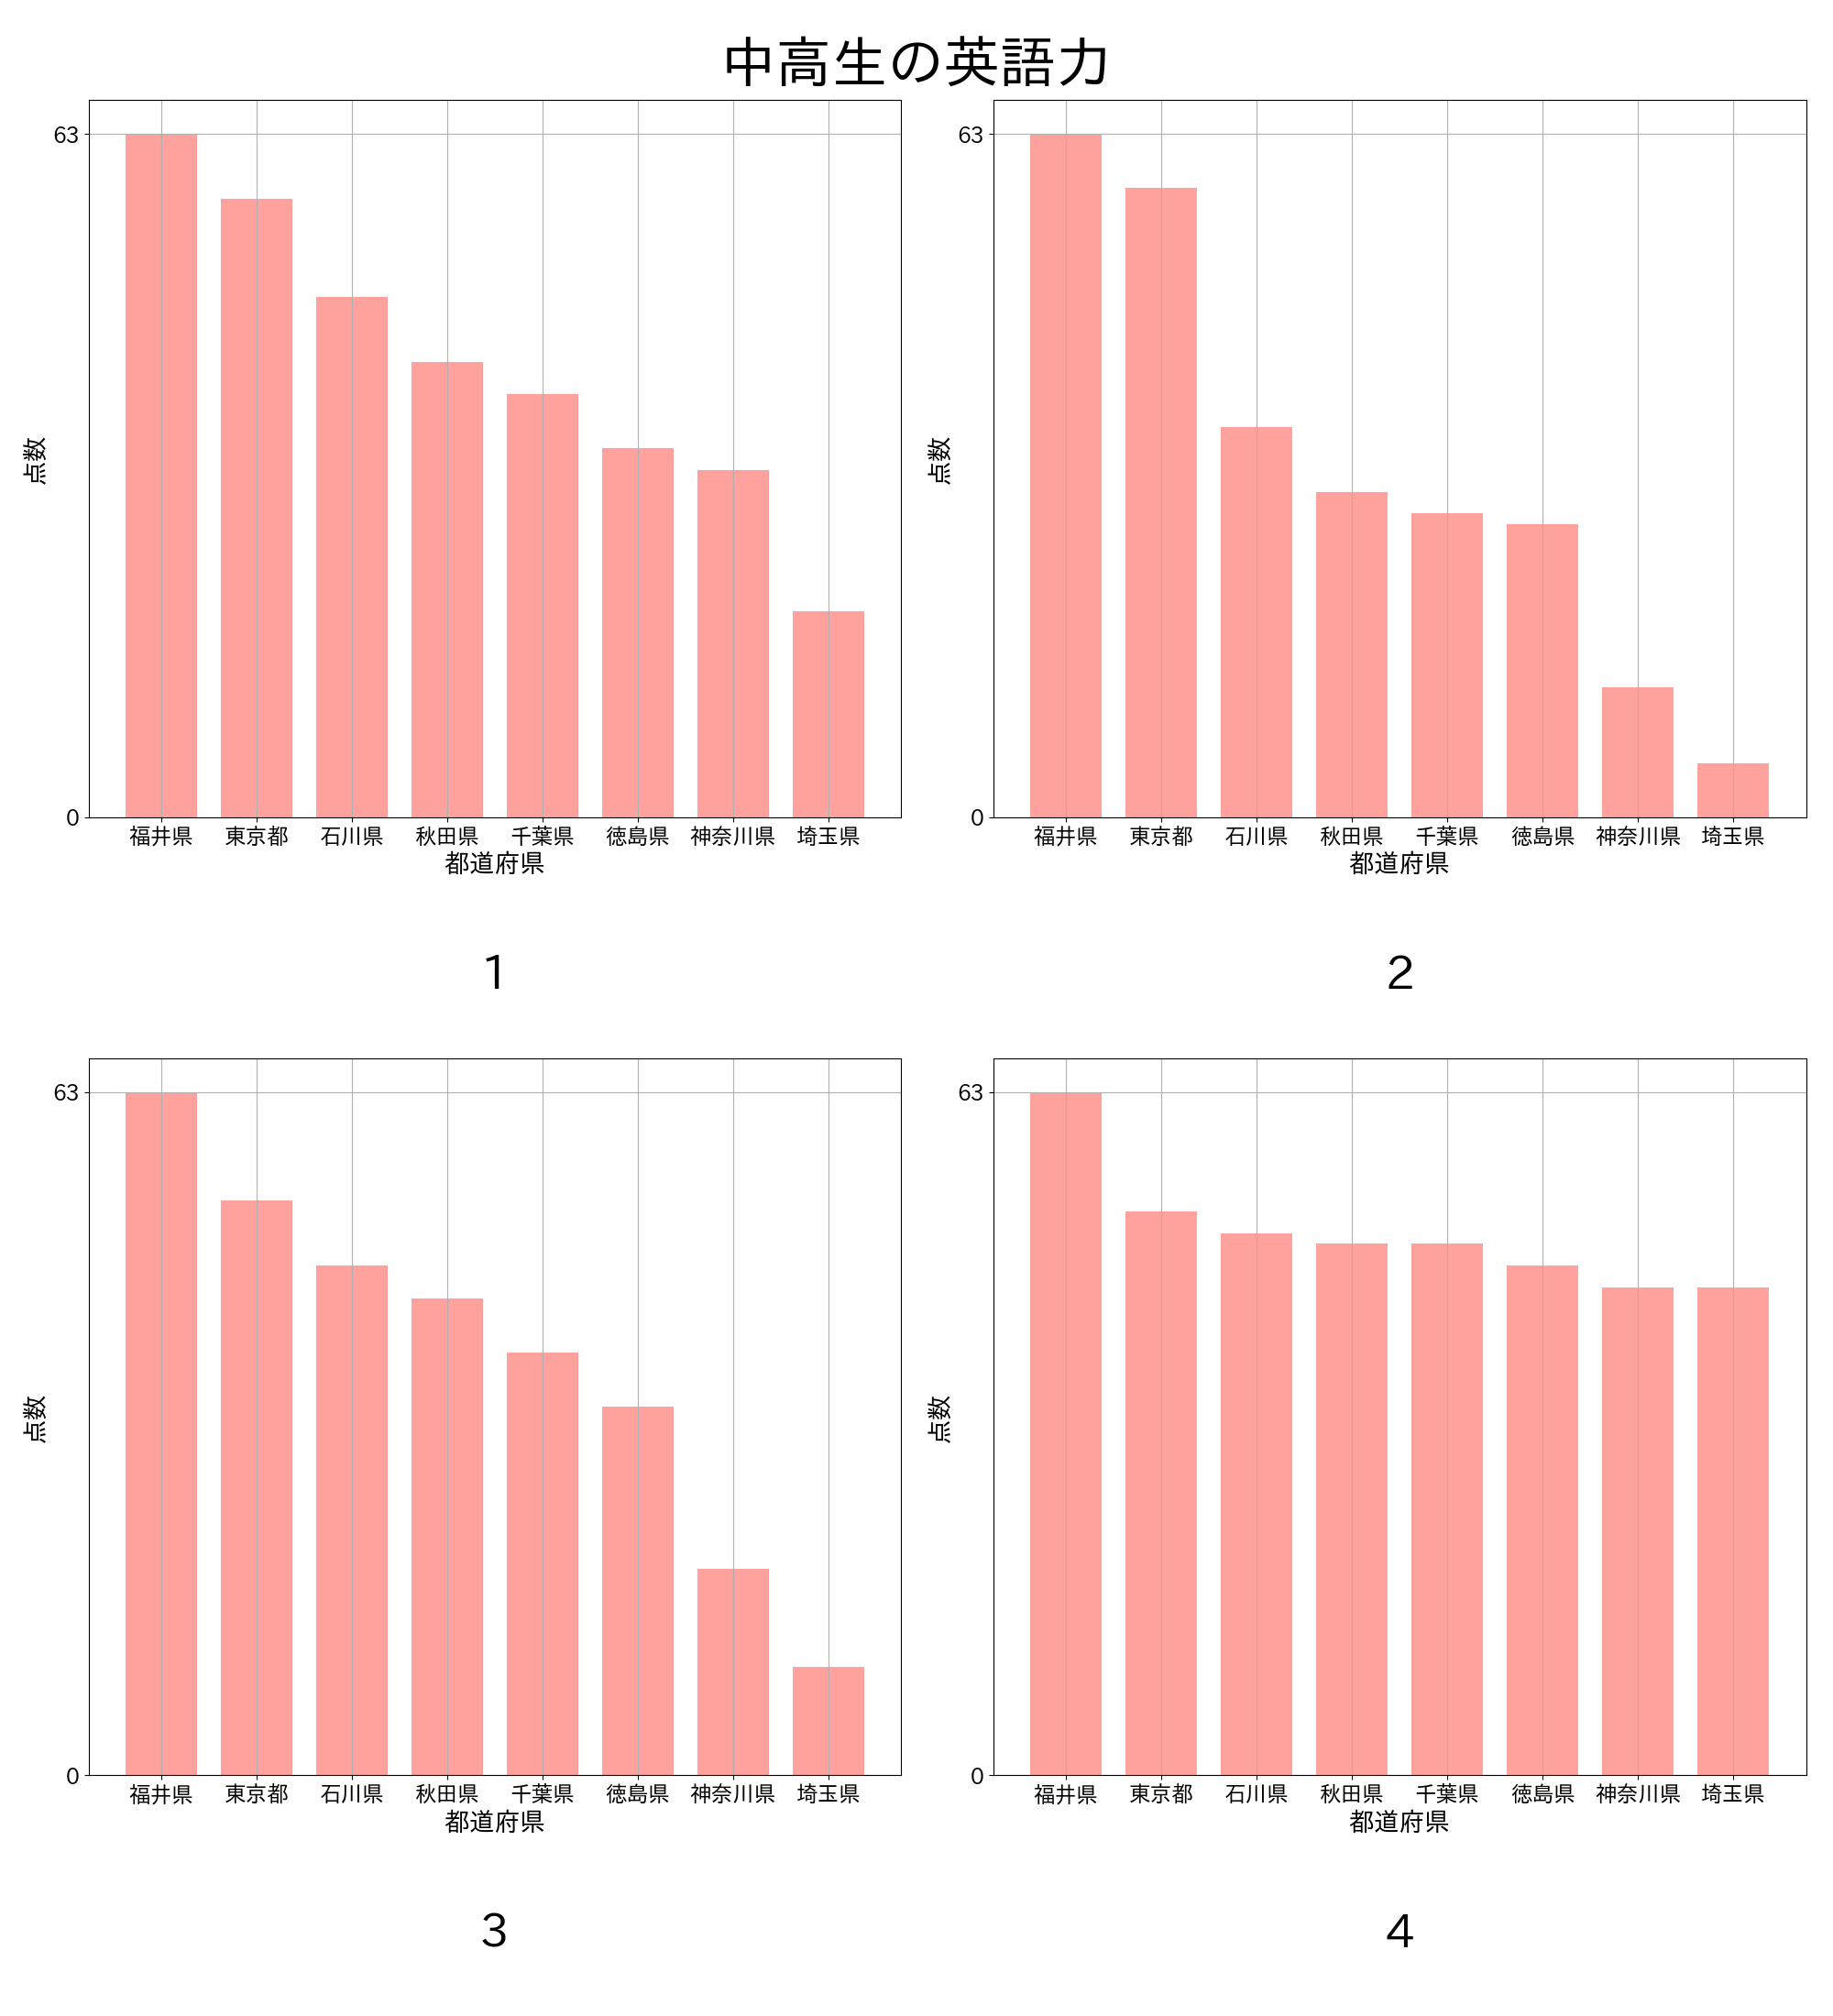 中高生の英語力
63
0
点数
福井県 東京都 石川県 秋田県 千葉県 徳島県 神奈川県 埼玉県
都道府県
1
63
0
点数
福井県 東京都 石川県 秋田県 千葉県 徳島県 神奈川県 埼玉県
都道府県
2
63
0
点数
福井県 東京都 石川県 秋田県 千葉県 徳島県 神奈川県 埼玉県
都道府県
3
63
0
点数
福井県 東京都 石川県 秋田県 千葉県 徳島県 神奈川県 埼玉県
都道府県
4